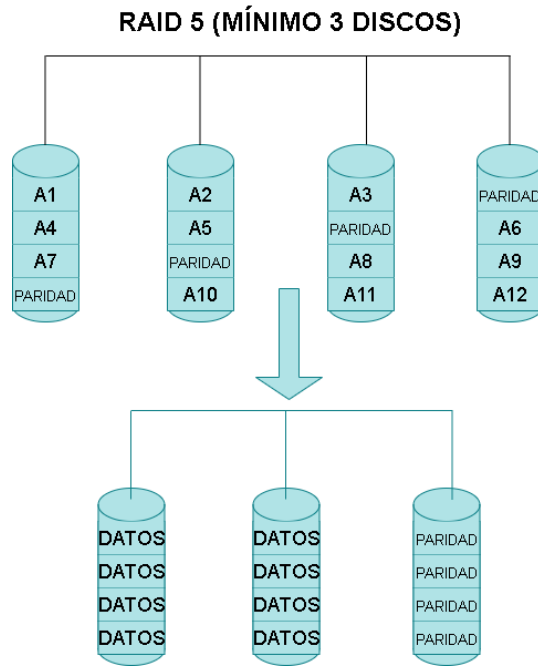 RAID 5 (MÍNIMO 3 DISCOS)
A1 A2 A3 PARIDAD
A4 A5 PARIDAD A6
A7 PARIDAD A8 A9
PARIDAD A10 A11 A12
DATOS DATOS PARIDAD
DATOS DATOS PARIDAD
DATOS DATOS PARIDAD
DATOS DATOS PARIDAD